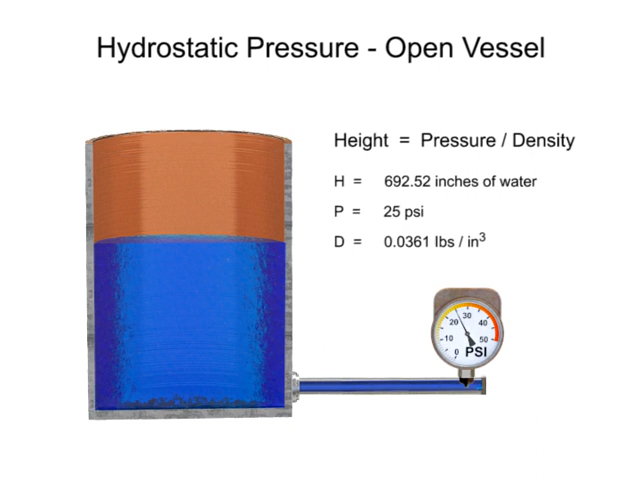 Hydrostatic Pressure - Open Vessel
Height = Pressure / Density
H = 692.52 inches of water
P = 25 psi
D = 0.0361 lbs / in³
30
20
40
10
50
0
PSI